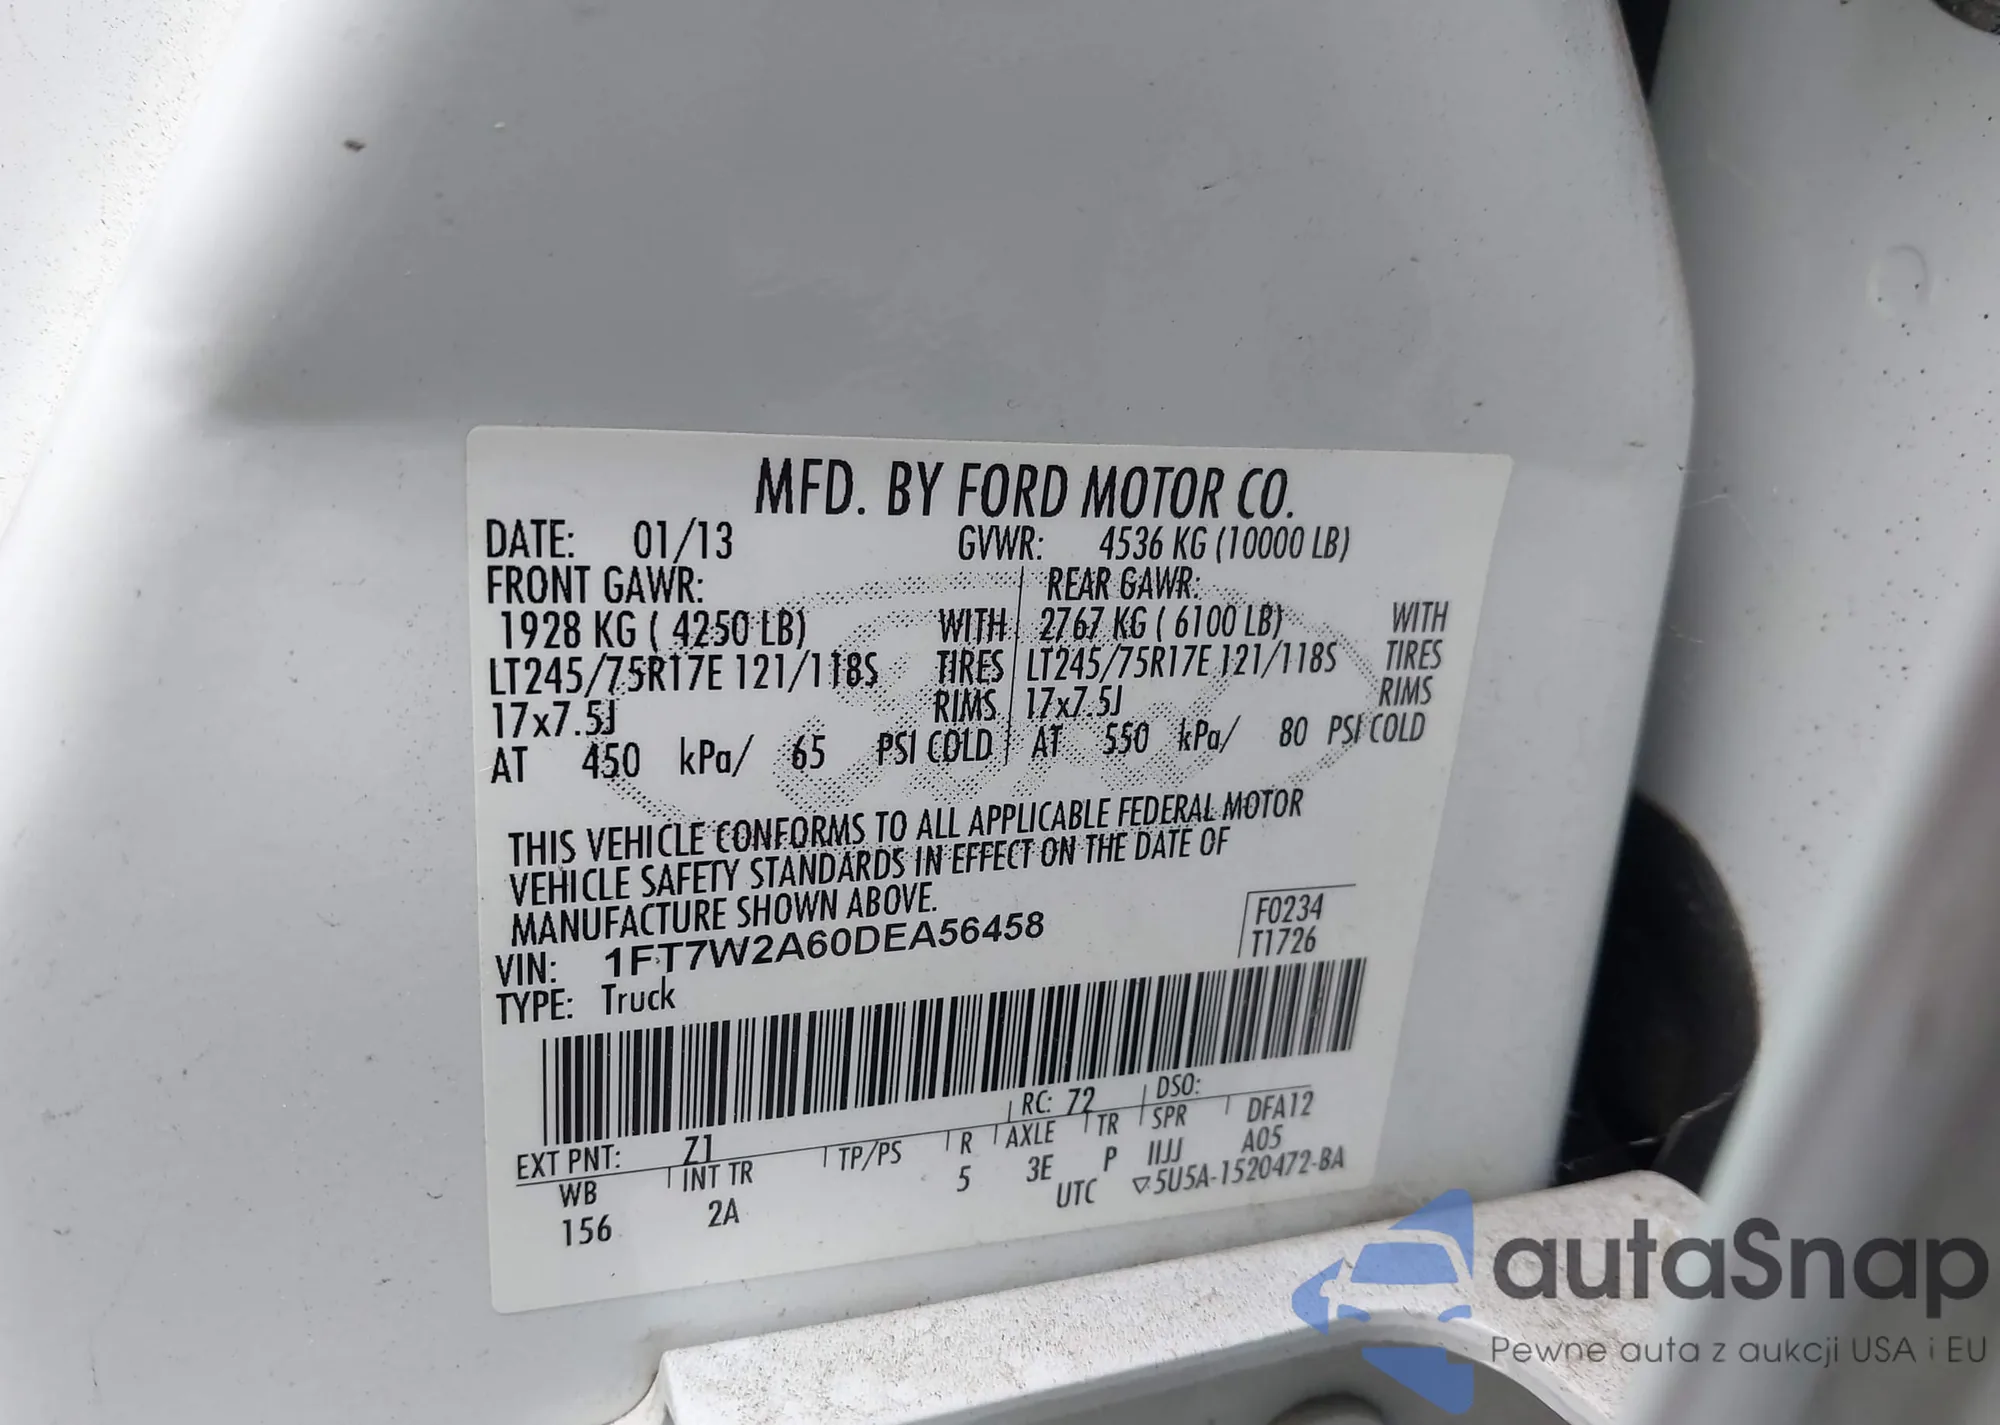 MFD. BY FORD MOTOR CO.
DATE: 01/13 GVWR: 4536 KG (10000 LB)
FRONT GAWR: REAR GAWR:
1928 KG ( 4250 LB) WITH 2767 KG ( 6100 LB) WITH
LT245/75R17E 121/118S TIRES LT245/75R17E 121/118S TIRES
17x7.5J RIMS 17x7.5J RIMS
AT 450 kPa/ 65 PSI COLD AT 550 kPa/ 80 PSI COLD
THIS VEHICLE CONFORMS TO ALL APPLICABLE FEDERAL MOTOR
VEHICLE SAFETY STANDARDS IN EFFECT ON THE DATE OF
MANUFACTURE SHOWN ABOVE.
F0234
VIN: 1FT7W2A60DEA56458 T1726
TYPE: Truck
RC: 72 DSO:
EXT PNT: Z1
WB INT TR TP/PS R AXLE TR SPR DFA12
156 2A 5 3E P IIJJ A05
UTC ▽5U5A-1520472-BA
autaSnap
Pewne auta z aukcji USA i EU